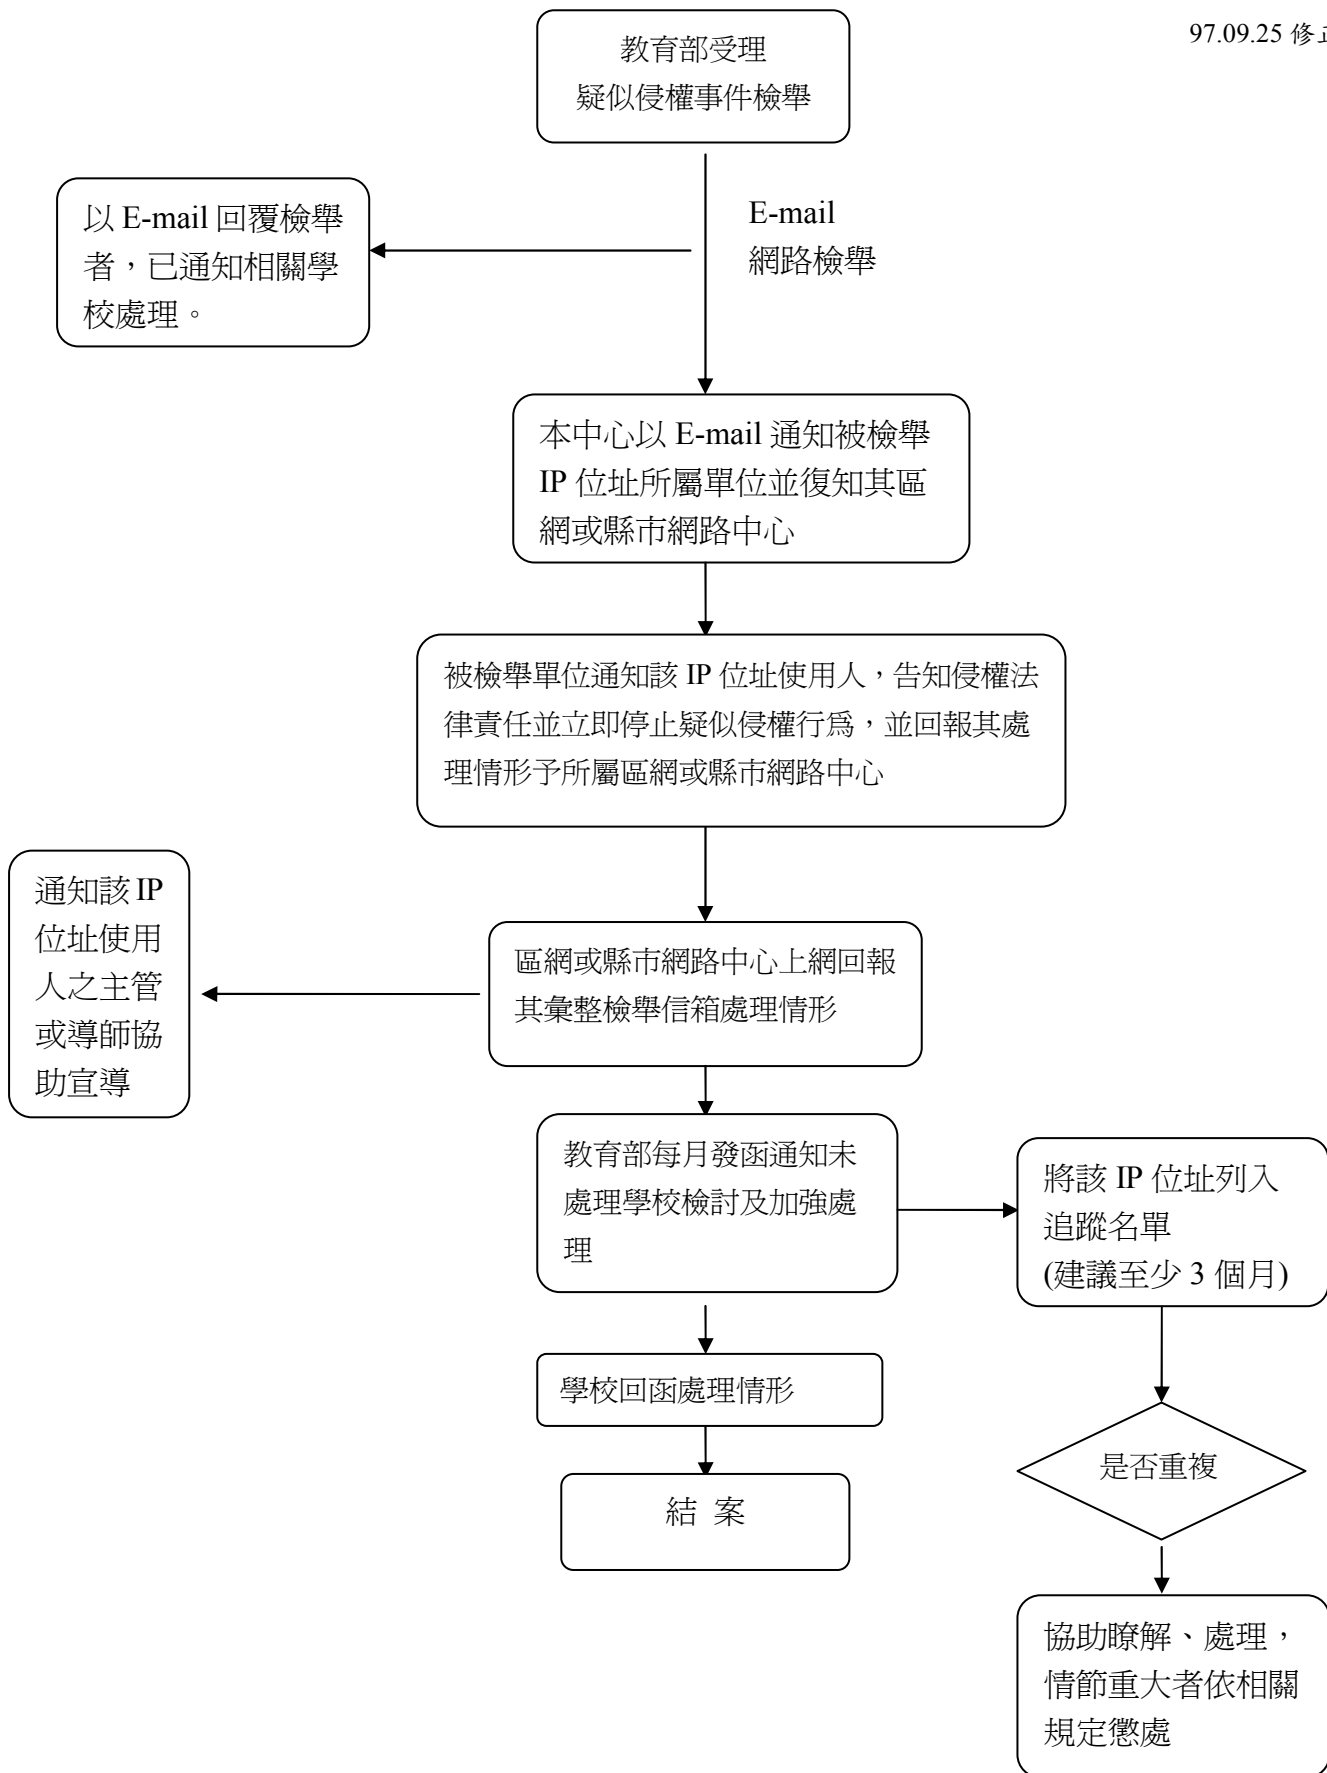 97.09.25 修正
教育部受理
疑似侵權事件檢舉
以 E-mail 回覆檢舉
者，已通知相關學
校處理。
E-mail
網路檢舉
本中心以 E-mail 通知被檢舉
IP 位址所屬單位並復知其區
網或縣市網路中心
被檢舉單位通知該 IP 位址使用人，告知侵權法
律責任並立即停止疑似侵權行為，並回報其處
理情形予所屬區網或縣市網路中心
通知該 IP
位址使用
人之主管
或導師協
助宣導
區網或縣市網路中心上網回報
其彙整檢舉信箱處理情形
教育部每月發函通知未
處理學校檢討及加強處
理
將該 IP 位址列入
追蹤名單
(建議至少 3 個月)
學校回函處理情形
是否重複
結 案
協助瞭解、處理，
情節重大者依相關
規定懲處